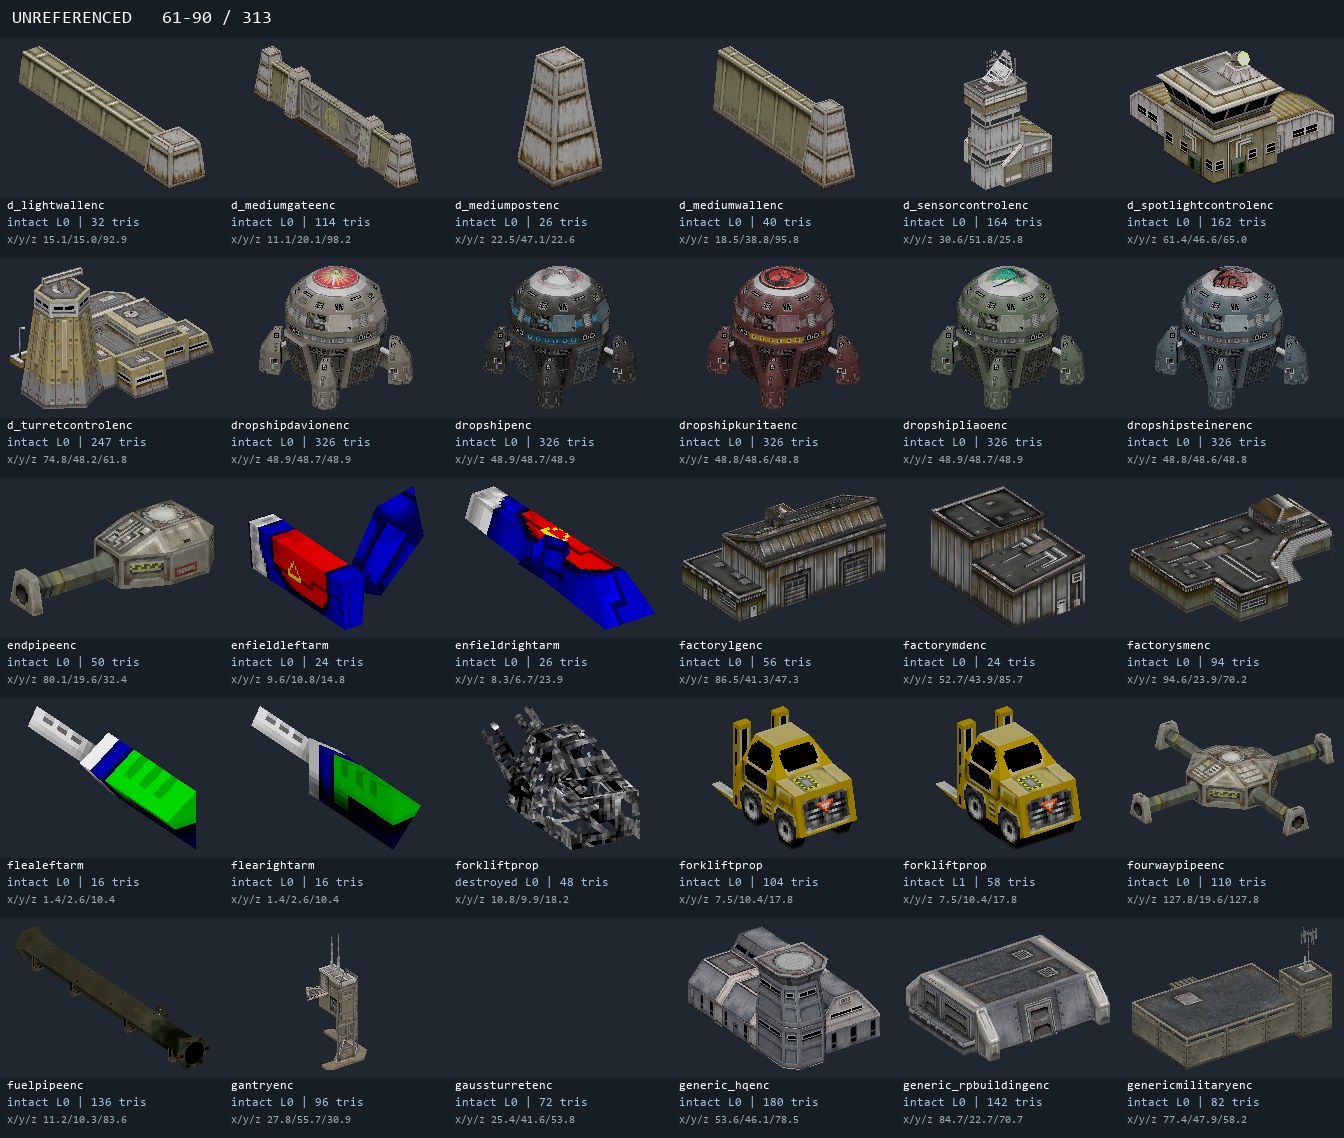 UNREFERENCED 61-90 / 313
d_lightwallenc
intact L0 | 32 tris
x/y/z 15.1/15.0/92.9
d_mediumgateenc
intact L0 | 114 tris
x/y/z 11.1/20.1/98.2
d_mediumpostenc
intact L0 | 26 tris
x/y/z 22.5/47.1/22.6
d_mediumwallenc
intact L0 | 40 tris
x/y/z 18.5/38.8/95.8
d_sensorcontrolenc
intact L0 | 164 tris
x/y/z 30.6/51.8/25.8
d_spotlightcontrolenc
intact L0 | 162 tris
x/y/z 61.4/46.6/65.0
d_turretcontrolenc
intact L0 | 247 tris
x/y/z 74.8/48.2/61.8
dropshipdavionenc
intact L0 | 326 tris
x/y/z 48.9/48.7/48.9
dropshipenc
intact L0 | 326 tris
x/y/z 48.9/48.7/48.9
dropshipkuritaenc
intact L0 | 326 tris
x/y/z 48.8/48.6/48.8
dropshipliaoenc
intact L0 | 326 tris
x/y/z 48.9/48.7/48.9
dropshipsteinerenc
intact L0 | 326 tris
x/y/z 48.8/48.6/48.8
endpipeenc
intact L0 | 50 tris
x/y/z 80.1/19.6/32.4
enfieldleftarm
intact L0 | 24 tris
x/y/z 9.6/10.8/14.8
enfieldrightarm
intact L0 | 26 tris
x/y/z 8.3/6.7/23.9
factorylgenc
intact L0 | 56 tris
x/y/z 86.5/41.3/47.3
factorymdenc
intact L0 | 24 tris
x/y/z 52.7/43.9/85.7
factorysmenc
intact L0 | 94 tris
x/y/z 94.6/23.9/70.2
flealeftarm
intact L0 | 16 tris
x/y/z 1.4/2.6/10.4
flearightarm
intact L0 | 16 tris
x/y/z 1.4/2.6/10.4
forkliftprop
destroyed L0 | 48 tris
x/y/z 10.8/9.9/18.2
forkliftprop
intact L0 | 104 tris
x/y/z 7.5/10.4/17.8
forkliftprop
intact L1 | 58 tris
x/y/z 7.5/10.4/17.8
fourwaypipeenc
intact L0 | 110 tris
x/y/z 127.8/19.6/127.8
fuelpipeenc
intact L0 | 136 tris
x/y/z 11.2/10.3/83.6
gantryenc
intact L0 | 96 tris
x/y/z 27.8/55.7/30.9
gaussturretenc
intact L0 | 72 tris
x/y/z 25.4/41.6/53.8
generic_hqenc
intact L0 | 180 tris
x/y/z 53.6/46.1/78.5
generic_rpbuildingenc
intact L0 | 142 tris
x/y/z 84.7/22.7/70.7
genericmilitaryenc
intact L0 | 82 tris
x/y/z 77.4/47.9/58.2